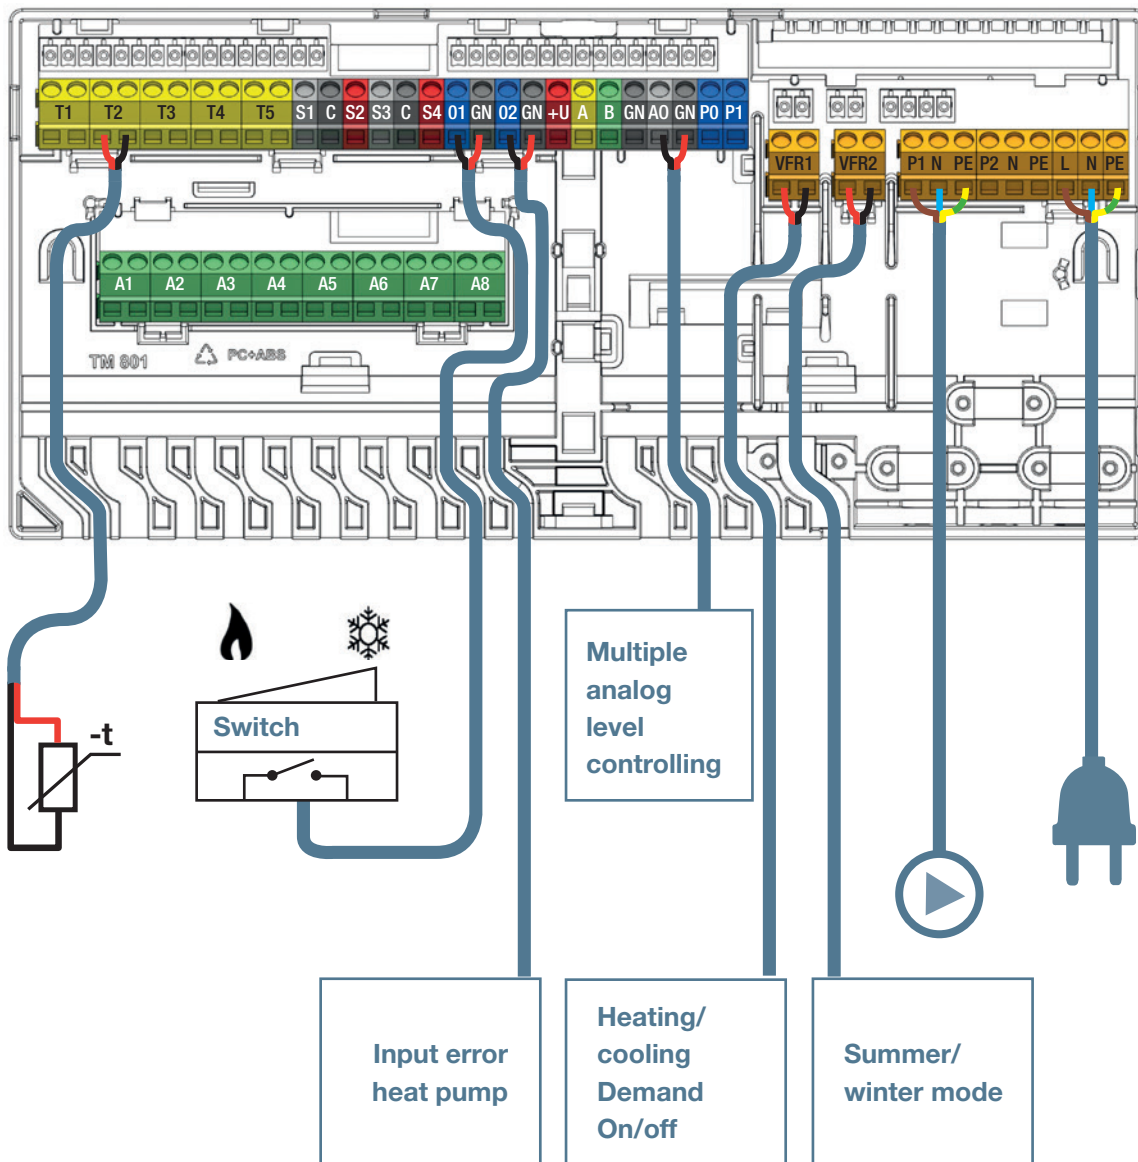 T1 T2 T3 T4 T5 S1 C S2 S3 C S4 01 GN 02 GN +U A B GN AO GN P0 P1
VFR1 VFR2 P1 N PE P2 N PE L N PE
A1 A2 A3 A4 A5 A6 A7 A8
TM 801 PC+ABS
Switch
-t
Multiple
analog
level
controlling
Input error
heat pump
Heating/
cooling
Demand
On/off
Summer/
winter mode